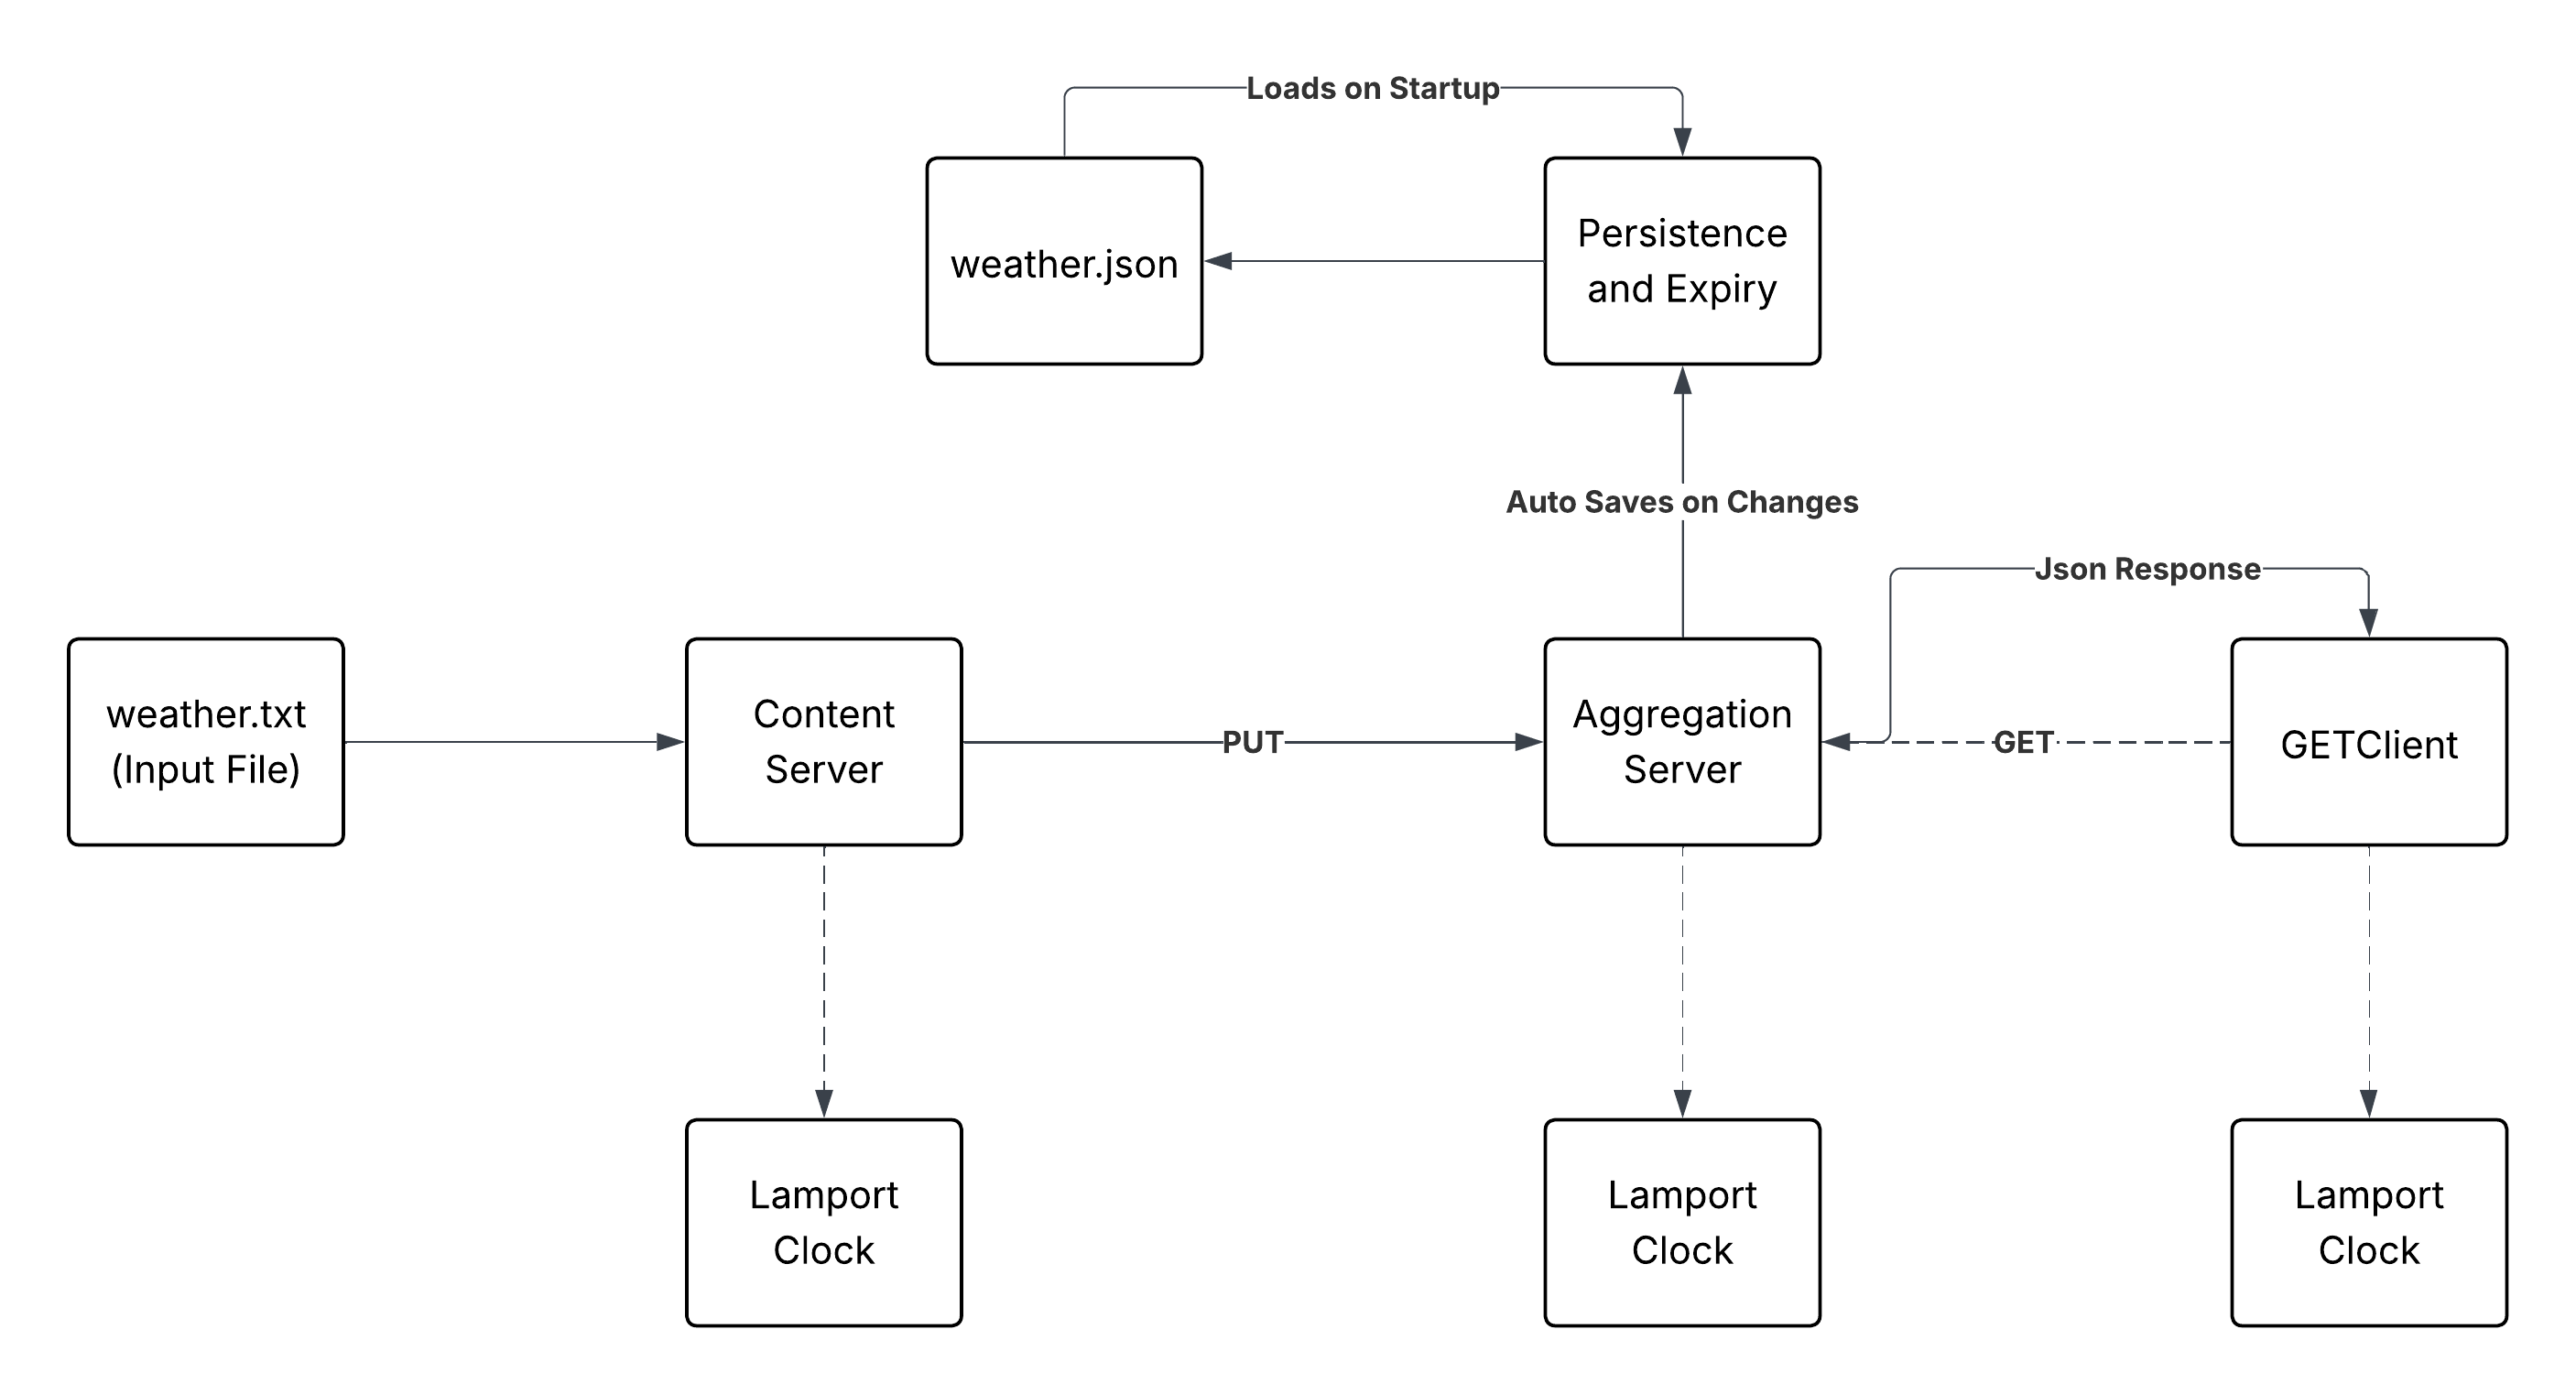 Loads on Startup
weather.json
Persistence
and Expiry
Auto Saves on Changes
Json Response
weather.txt
(Input File)
Content
Server
PUT
Aggregation
Server
GET
GETClient
Lamport
Clock
Lamport
Clock
Lamport
Clock